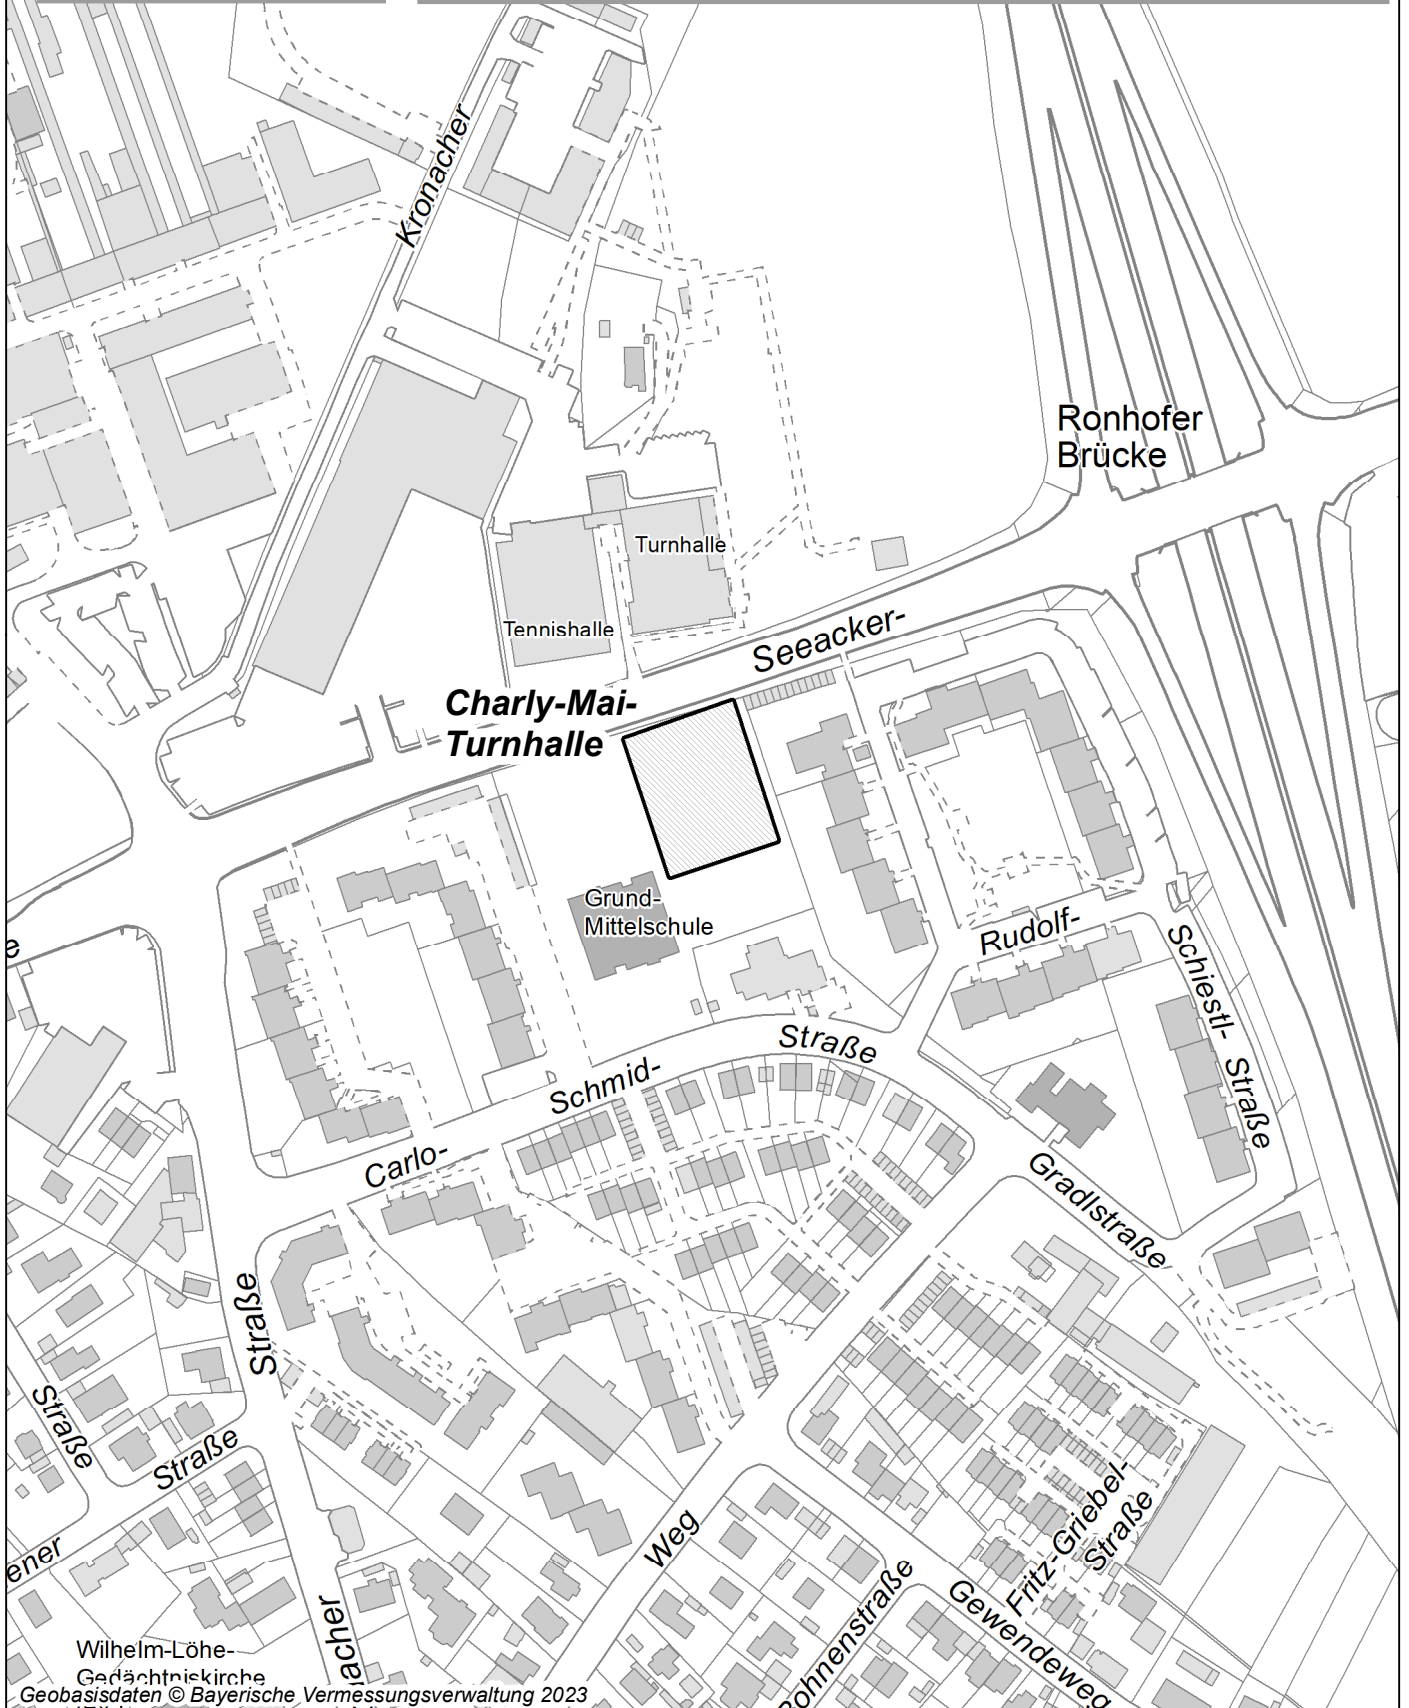 Kronacher
Ronhofer
Brücke
Turnhalle
Tennishalle
Seeacker-
Charly-Mai-
Turnhalle
Grund-
Mittelschule
Rudolf-
Schiestl-
Straße
e
Straße
Schmid-
Carlo-
Gradlstraße
Straße
Straße
Straße
ener
Weg
Fritz-Griebel-
Straße
Gewendeweg
ohnenstraße
acher
Wilhelm-Löhe-
Gedächtniskirche
Geobasisdaten © Bayerische Vermessungsverwaltung 2023